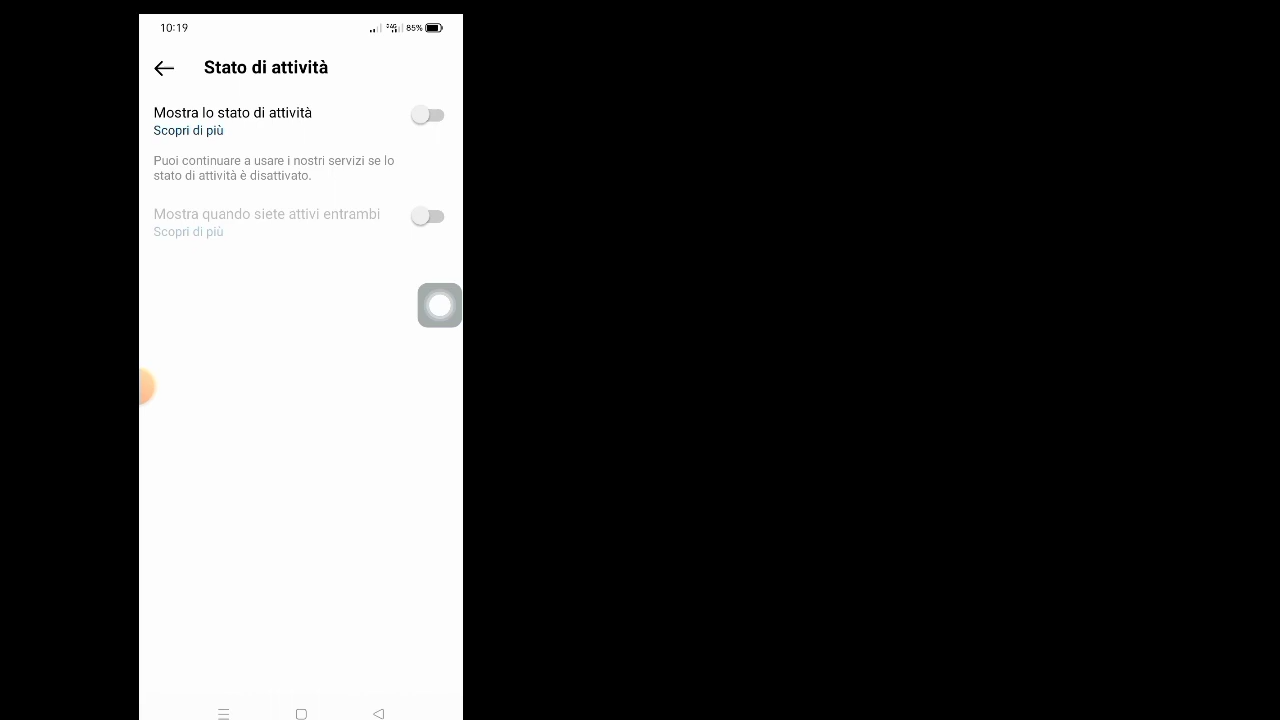 10:19
85%
Stato di attività
Mostra lo stato di attività
Scopri di più
Puoi continuare a usare i nostri servizi se lo
stato di attività è disattivato.
Mostra quando siete attivi entrambi
Scopri di più